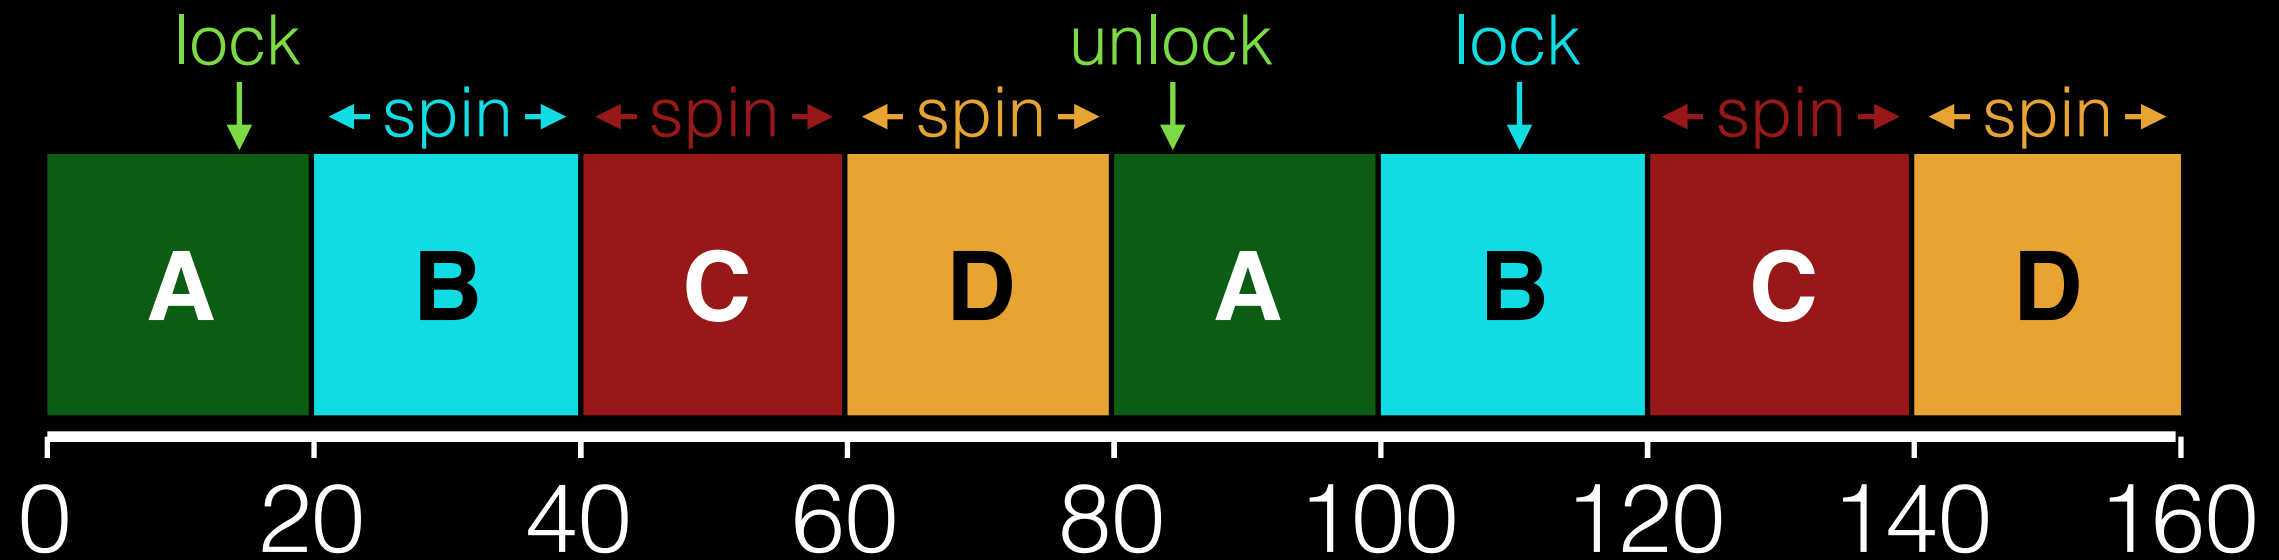 lock unlock lock
spin spin spin spin spin
A B C D A B C D
0 20 40 60 80 100 120 140 160